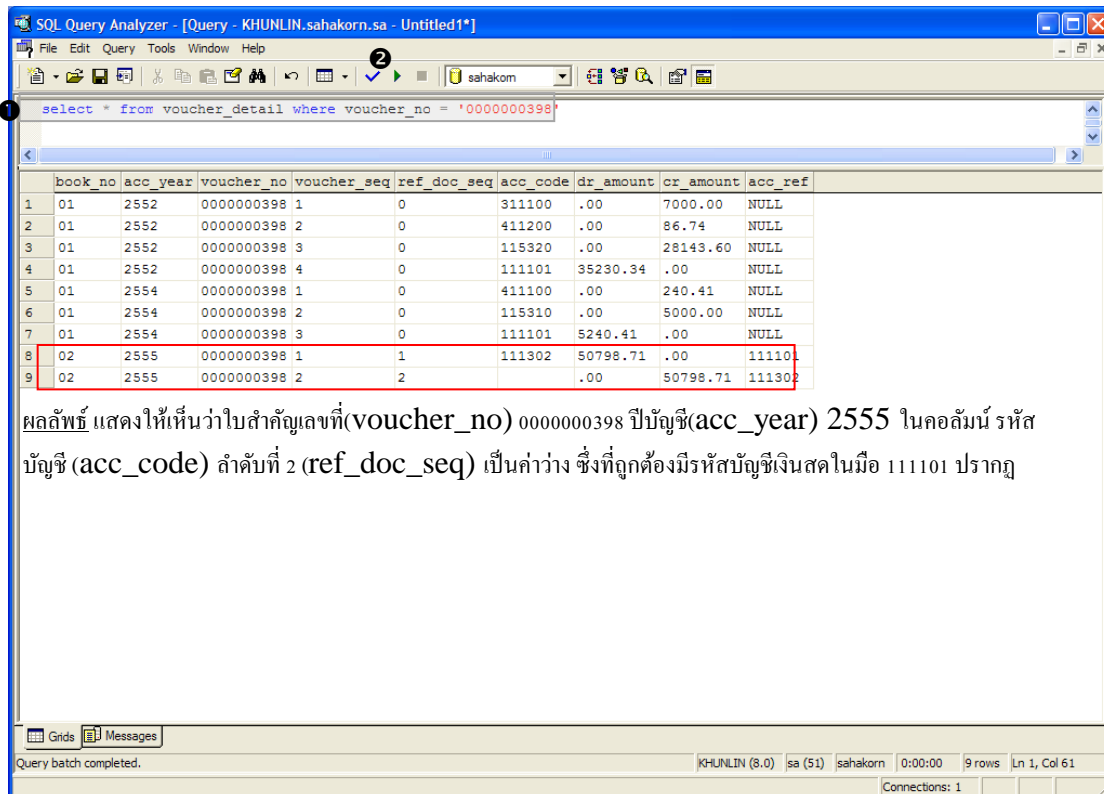 SQL Query Analyzer - [Query - KHUNLIN.sahakorn.sa - Untitled1*]
File Edit Query Tools Window Help
❷
sahakorn
❶ select * from voucher_detail where voucher_no = '0000000398'
book_no acc_year voucher_no voucher_seq ref_doc_seq acc_code dr_amount cr_amount acc_ref
1 01 2552 0000000398 1 0 311100 .00 7000.00 NULL
2 01 2552 0000000398 2 0 411200 .00 86.74 NULL
3 01 2552 0000000398 3 0 115320 .00 28143.60 NULL
4 01 2552 0000000398 4 0 111101 35230.34 .00 NULL
5 01 2554 0000000398 1 0 411100 .00 240.41 NULL
6 01 2554 0000000398 2 0 115310 .00 5000.00 NULL
7 01 2554 0000000398 3 0 111101 5240.41 .00 NULL
8 02 2555 0000000398 1 1 111302 50798.71 .00 111101
9 02 2555 0000000398 2 2 .00 50798.71 111302
ผลลัพธ์ แสดงให้เห็นว่าใบสำคัญเลขที่(voucher_no) 0000000398 ปีบัญชี(acc_year) 2555 ในคอลัมน์ รหัส
บัญชี (acc_code) ลำดับที่ 2 (ref_doc_seq) เป็นค่าว่าง ซึ่งที่ถูกต้องมีรหัสบัญชีเงินสดในมือ 111101 ปรากฏ
Grids Messages
Query batch completed. KHUNLIN (8.0) sa (51) sahakorn 0:00:00 9 rows Ln 1, Col 61
Connections: 1